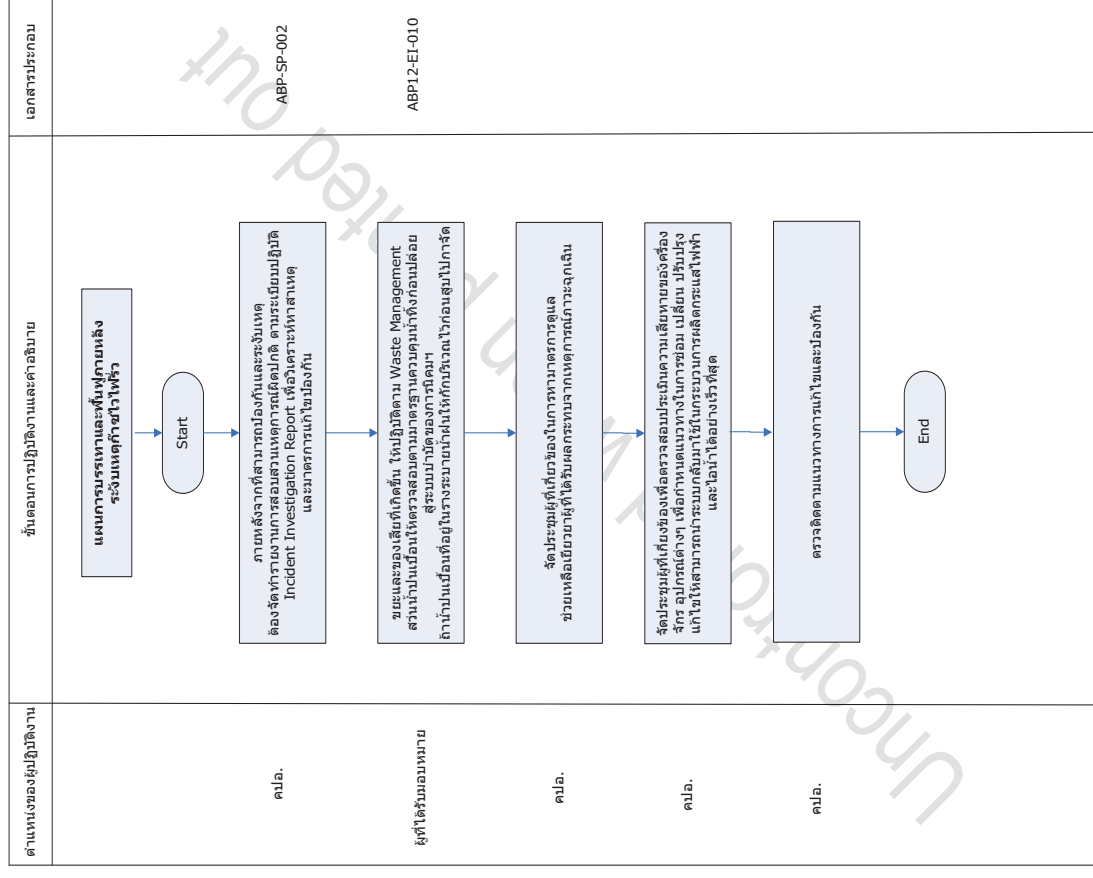 ตำแหน่งของผู้ปฏิบัติงาน
ขั้นตอนการปฏิบัติงานและคำอธิบาย
เอกสารประกอบ
แผนการบรรเทาและฟื้นฟูภายหลัง
ระงับเหตุก๊าซไวไฟรั่ว
Start
คปอ.
ภายหลังจากที่สามารถป้องกันและระงับเหตุ
ต้องจัดทำรายงานการสอบสวนเหตุการณ์ผิดปกติ ตามระเบียบปฏิบัติ
Incident Investigation Report เพื่อวิเคราะห์หาสาเหตุ
และมาตรการแก้ไขป้องกัน
ABP-SP-002
ผู้ที่ได้รับมอบหมาย
ขยะและของเสียที่เกิดขึ้น ให้ปฏิบัติตาม Waste Management
สวนน้ำปนเปื้อนให้ตรวจสอบตามมาตรฐานควบคุมน้ำทิ้งก่อนปล่อย
สู่ระบบบำบัดของการนิคมฯ
ถ้าน้ำปนเปื้อนที่อยู่ในรางระบายน้ำฝนให้กักบริเวณไว้ก่อนสูบไปกำจัด
ABP12-EI-010
คปอ.
จัดประชุมผู้ที่เกี่ยวข้องในการหามาตรการดูแล
ช่วยเหลือเยียวยาผู้ที่ได้รับผลกระทบจากเหตุการณ์ภาวะฉุกเฉิน
คปอ.
จัดประชุมผู้ที่เกี่ยงข้องเพื่อตรวจสอบประเมินความเสียหายของเครื่อง
จักร อุปกรณ์ต่างๆ เพื่อกำหนดแนวทางในการซ่อม เปลี่ยน ปรับปรุง
แก้ไขให้สามารถนำระบบกลับมาใช้ในกระบวนการผลิตกระแสไฟฟ้า
และไอน้ำได้อย่างเร็วที่สุด
คปอ.
ตรวจติดตามแนวทางการแก้ไขและป้องกัน
End
Uncontrol When printed out